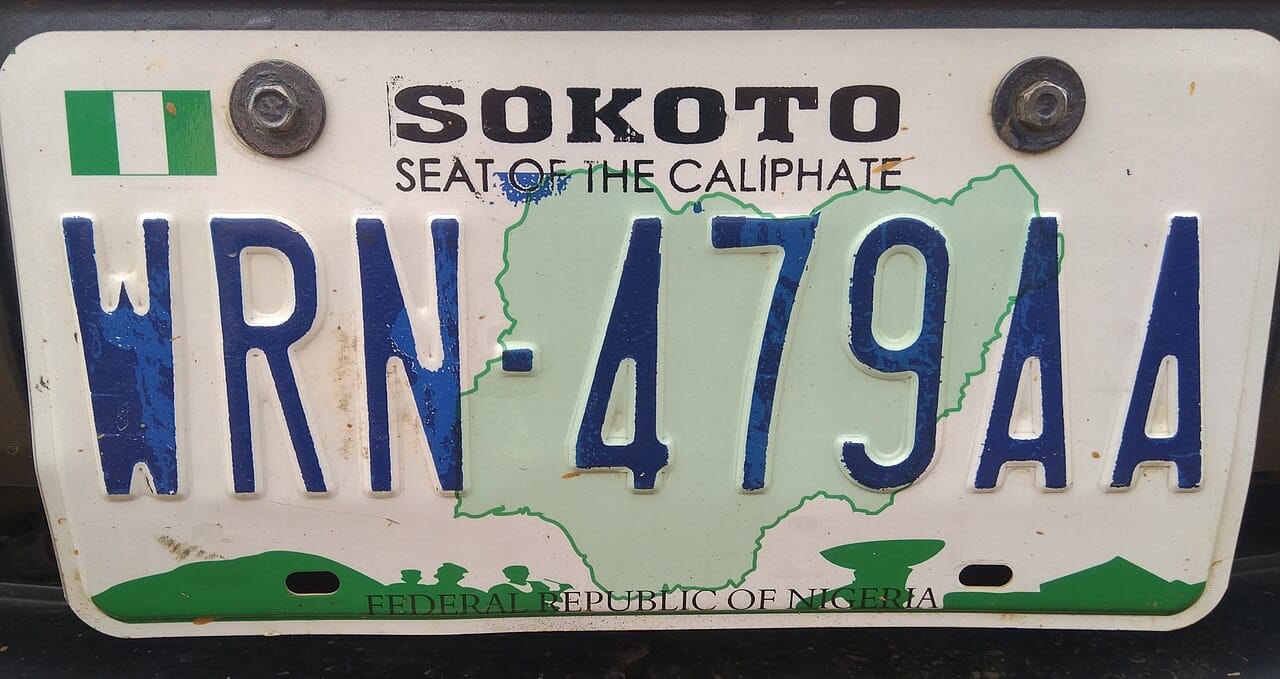 SOKOTO
SEAT OF THE CALIPHATE
WRN-479AA
FEDERAL REPUBLIC OF NIGERIA